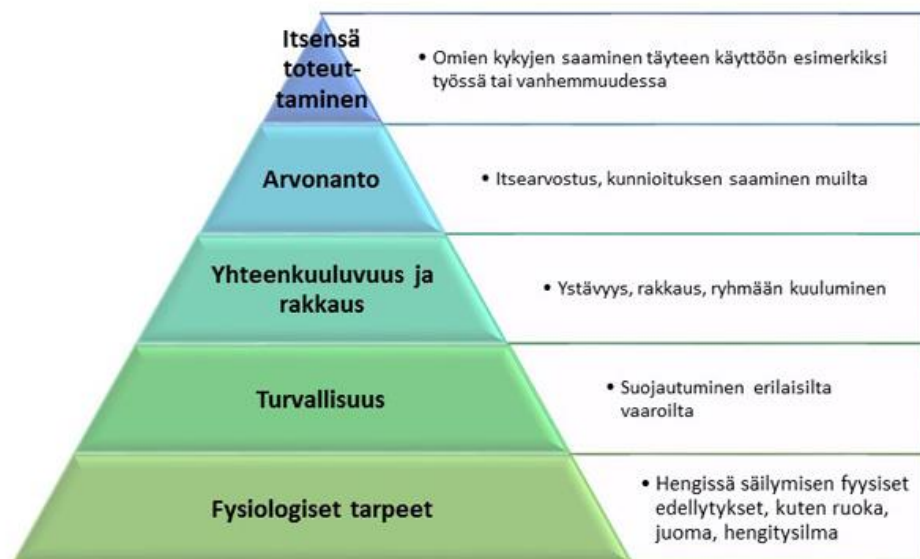 Itsensä
toteut-
taminen
• Omien kykyjen saaminen täyteen käyttöön esimerkiksi
työssä tai vanhemmuudessa
Arvonanto
• Itsearvostus, kunnioituksen saaminen muilta
Yhteenkuuluvuus ja
rakkaus
• Ystävyys, rakkaus, ryhmään kuuluminen
Turvallisuus
• Suojautuminen erilaisilta
vaaroilta
Fysiologiset tarpeet
• Hengissä säilymisen fyysiset
edellytykset, kuten ruoka,
juoma, hengitysilma